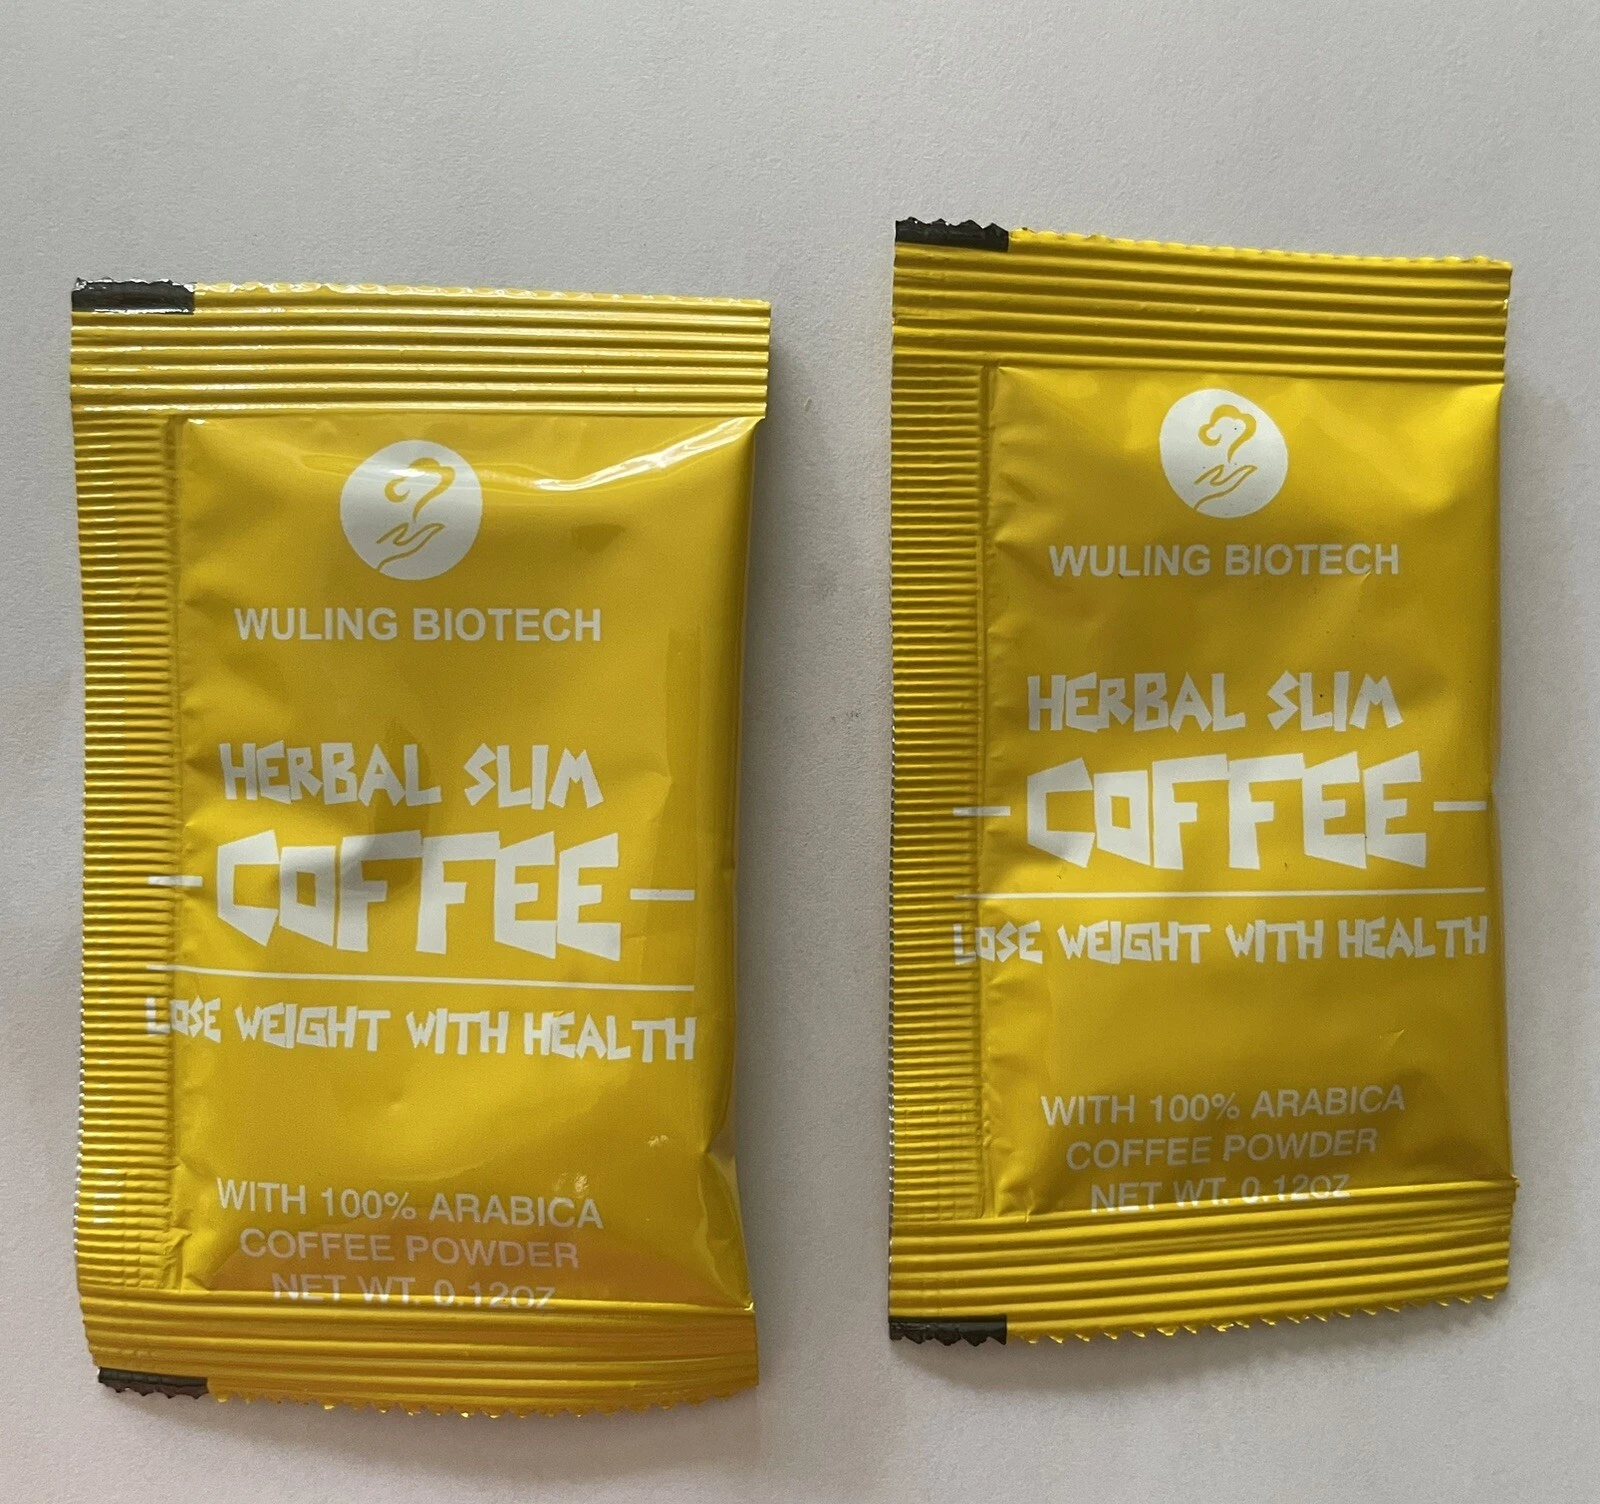 WULING BIOTECH
HERBAL SLIM
COFFEE
LOSE WEIGHT WITH HEALTH
WITH 100% ARABICA
COFFEE POWDER
NET WT. 0.12OZ
WULING BIOTECH
HERBAL SLIM
COFFEE
LOSE WEIGHT WITH HEALTH
WITH 100% ARABICA
COFFEE POWDER
NET WT. 0.12OZ